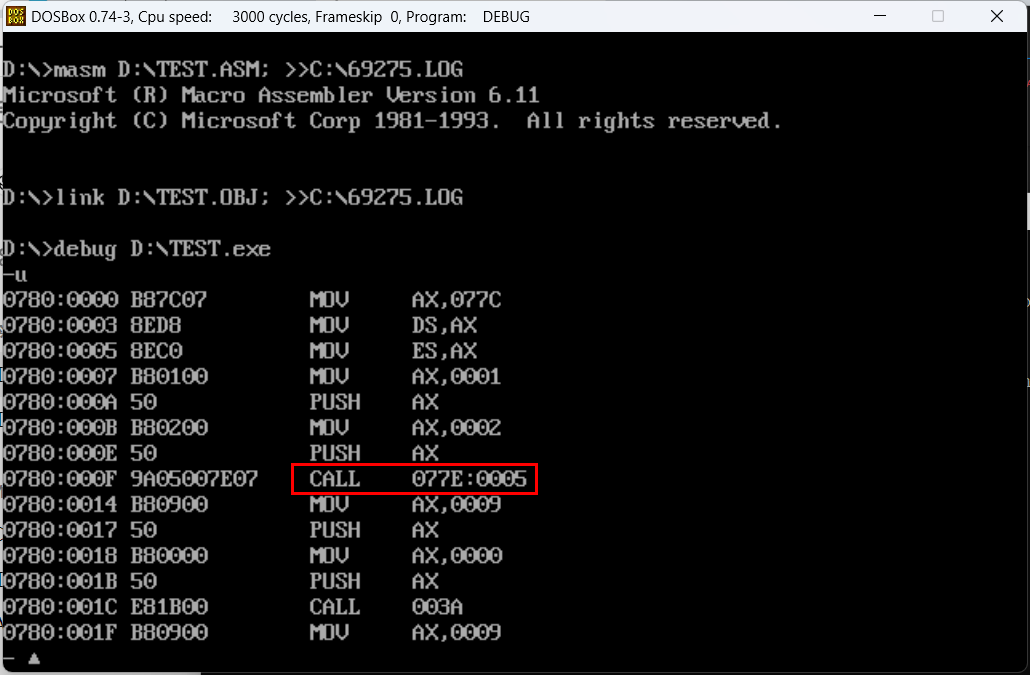 DOS BOX DOSBox 0.74-3, Cpu speed: 3000 cycles, Frameskip 0, Program: DEBUG
D:\>masm D:\TEST.ASM; >>C:\69275.LOG
Microsoft (R) Macro Assembler Version 6.11
Copyright (C) Microsoft Corp 1981-1993. All rights reserved.
D:\>link D:\TEST.OBJ; >>C:\69275.LOG
D:\>debug D:\TEST.exe
-u
0780:0000 B87C07 MOV AX,077C
0780:0003 8ED8 MOV DS,AX
0780:0005 8EC0 MOV ES,AX
0780:0007 B80100 MOV AX,0001
0780:000A 50 PUSH AX
0780:000B B80200 MOV AX,0002
0780:000E 50 PUSH AX
0780:000F 9A05007E07 CALL 077E:0005
0780:0014 B80900 MOV AX,0009
0780:0017 50 PUSH AX
0780:0018 B80000 MOV AX,0000
0780:001B 50 PUSH AX
0780:001C E81B00 CALL 003A
0780:001F B80900 MOV AX,0009
-